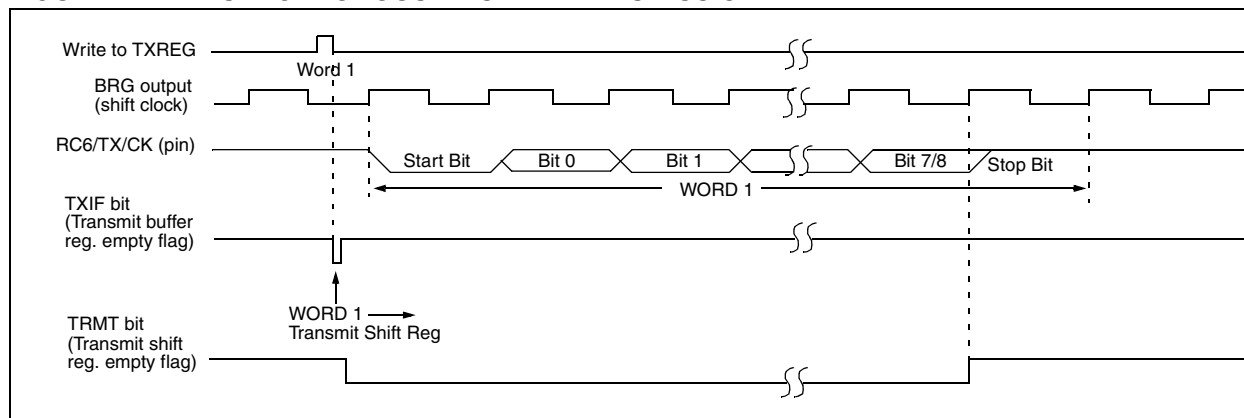 Write to TXREG
Word 1
BRG output
(shift clock)
RC6/TX/CK (pin)
Start Bit
Bit 0
Bit 1
Bit 7/8
Stop Bit
WORD 1
TXIF bit
(Transmit buffer
reg. empty flag)
WORD 1
Transmit Shift Reg
TRMT bit
(Transmit shift
reg. empty flag)